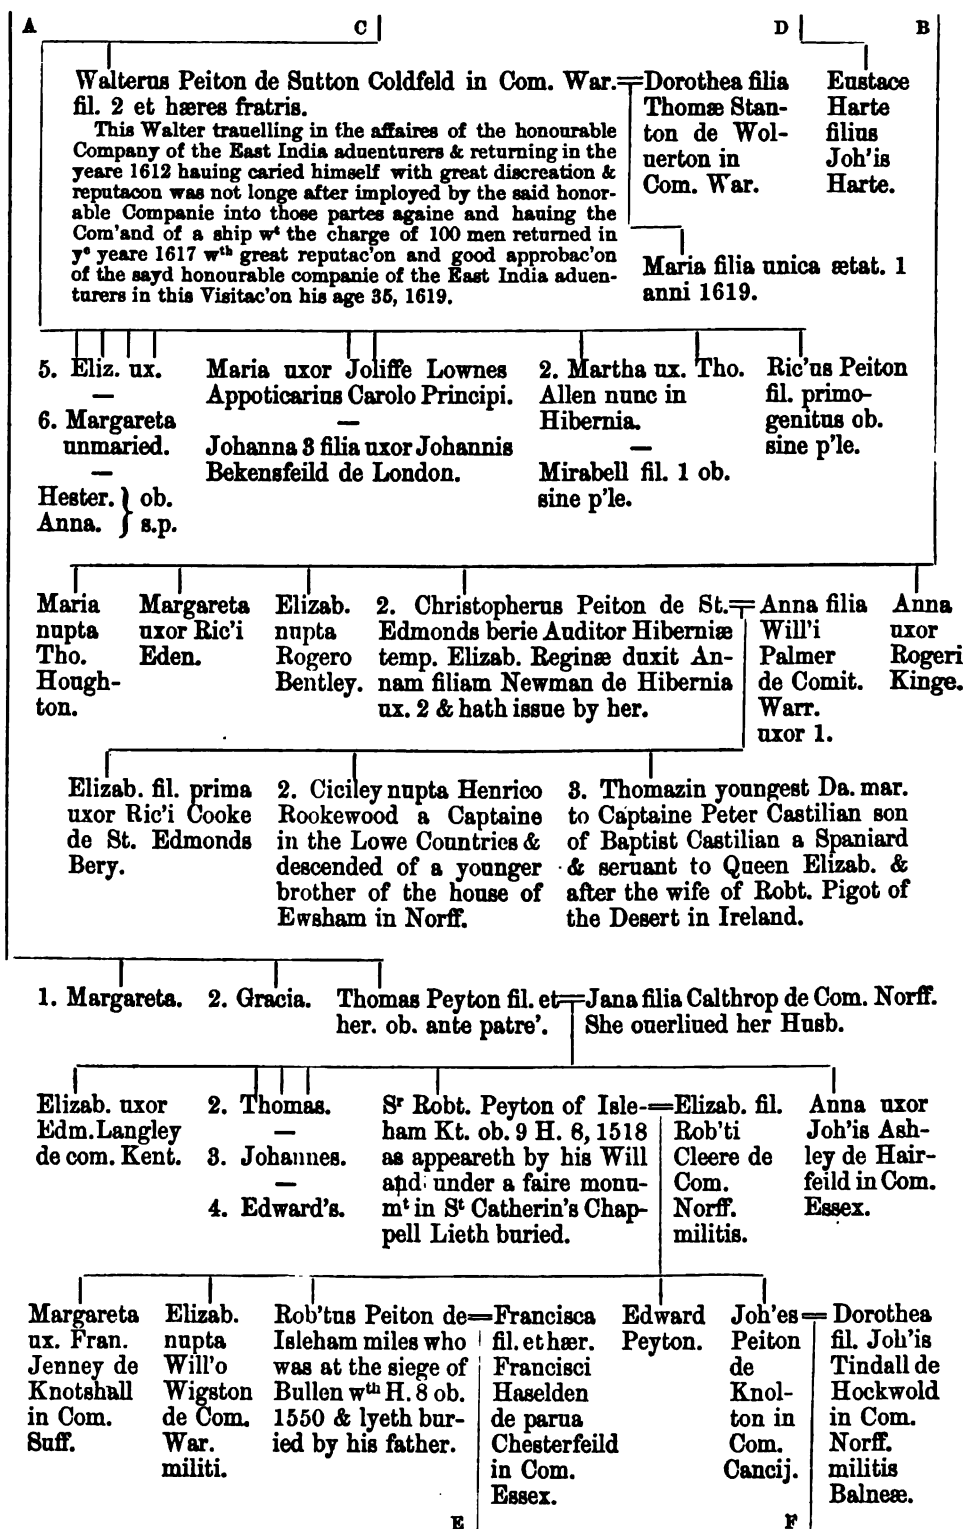 A C D B
Walterus Peiton de Sutton Coldfeld in Com. War.
fil. 2 et hæres fratris.
This Walter trauelling in the affaires of the honourable
Company of the East India aduenturers & returning in the
yeare 1612 hauing caried himself with great discreation &
reputacon was not longe after imployed by the said honor-
able Companie into those partes againe and hauing the
Com'and of a ship wᵗ the charge of 100 men returned in
yᵉ yeare 1617 wᵗʰ great reputac'on and good approbac'on
of the sayd honourable companie of the East India aduen-
turers in this Visitac'on his age 35, 1619.
Dorothea filia
Thomæ Stan-
ton de Wol-
uerton in
Com. War.
Eustace
Harte
filius
Joh'is
Harte.
Maria filia unica ætat. 1
anni 1619.
5. Eliz. ux.
—
6. Margareta
unmaried.
—
Hester. } ob.
Anna. } s.p.
Maria uxor Joliffe Lownes
Appoticarius Carolo Principi.
—
Johanna 3 filia uxor Johannis
Bekensfeild de London.
2. Martha ux. Tho.
Allen nunc in
Hibernia.
—
Mirabell fil. 1 ob.
sine p'le.
Ric'us Peiton
fil. primo-
genitus ob.
sine p'le.
Maria
nupta
Tho.
Hough-
ton.
Margareta
uxor Ric'i
Eden.
Elizab.
nupta
Rogero
Bentley.
2. Christopherus Peiton de St.
Edmonds berie Auditor Hiberniæ
temp. Elizab. Reginæ duxit An-
nam filiam Newman de Hibernia
ux. 2 & hath issue by her.
Anna filia
Will'i
Palmer
de Comit.
Warr.
uxor 1.
Anna
uxor
Rogeri
Kinge.
Elizab. fil. prima
uxor Ric'i Cooke
de St. Edmonds
Bery.
2. Ciciley nupta Henrico
Rookewood a Captaine
in the Lowe Countries &
descended of a younger
brother of the house of
Ewsham in Norff.
3. Thomazin youngest Da. mar.
to Captaine Peter Castilian son
of Baptist Castilian a Spaniard
& seruant to Queen Elizab. &
after the wife of Robt. Pigot of
the Desert in Ireland.
1. Margareta.
2. Gracia.
Thomas Peyton fil. et
her. ob. ante patre'.
Jana filia Calthrop de Com. Norff.
She ouerliued her Husb.
Elizab. uxor
Edm. Langley
de com. Kent.
2. Thomas.
—
3. Johannes.
—
4. Edward's.
Sʳ Robt. Peyton of Isle-
ham Kt. ob. 9 H. 8, 1518
as appeareth by his Will
and under a faire monu-
mᵗ in Sᵗ Catherin's Chap-
pell Lieth buried.
Elizab. fil.
Rob'ti
Cleere de
Com.
Norff.
militis.
Anna uxor
Joh'is Ash-
ley de Hair-
feild in Com.
Essex.
Margareta
ux. Fran.
Jenney de
Knotshall
in Com.
Suff.
Elizab.
nupta
Will'o
Wigston
de Com.
War.
militi.
Rob'tus Peiton de
Isleham miles who
was at the siege of
Bullen wᵗʰ H. 8 ob.
1550 & lyeth bur-
ied by his father.
Francisca
fil. et hær.
Francisci
Haselden
de parua
Chesterfeild
in Com.
Essex.
Edward
Peyton.
Joh'es
Peiton
de
Knol-
ton in
Com.
Cancij.
Dorothea
fil. Joh'is
Tindall de
Hockwold
in Com.
Norff.
militis
Balneæ.
E F